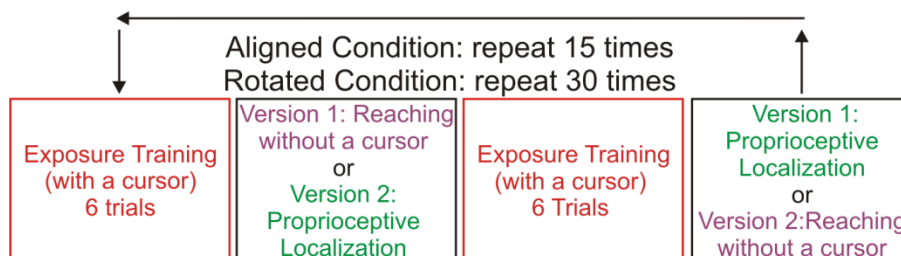 Aligned Condition: repeat 15 times
Rotated Condition: repeat 30 times
Exposure Training
(with a cursor)
6 trials
Version 1: Reaching
without a cursor
or
Version 2:
Proprioceptive
Localization
Exposure Training
(with a cursor)
6 Trials
Version 1:
Proprioceptive
Localization
or
Version 2:Reaching
without a cursor